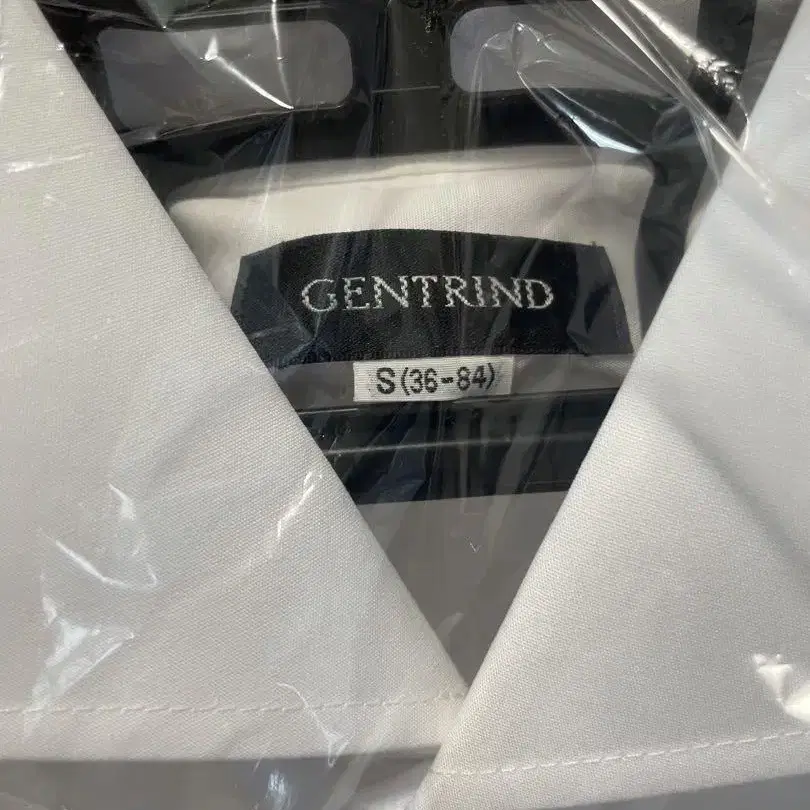 GENTRIND
S(36-84)